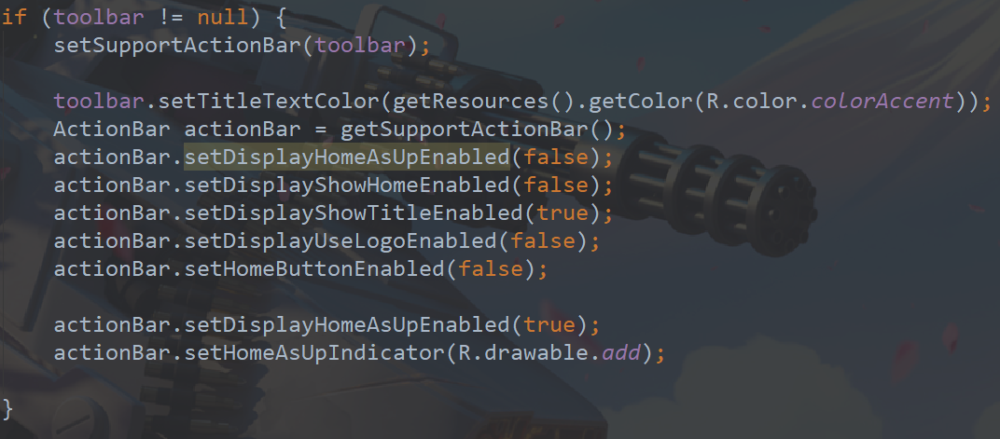 if (toolbar != null) {
    setSupportActionBar(toolbar);
    toolbar.setTitleTextColor(getResources().getColor(R.color.colorAccent));
    ActionBar actionBar = getSupportActionBar();
    actionBar.setDisplayHomeAsUpEnabled(false);
    actionBar.setDisplayShowHomeEnabled(false);
    actionBar.setDisplayShowTitleEnabled(true);
    actionBar.setDisplayUseLogoEnabled(false);
    actionBar.setHomeButtonEnabled(false);
    actionBar.setDisplayHomeAsUpEnabled(true);
    actionBar.setHomeAsUpIndicator(R.drawable.add);
}